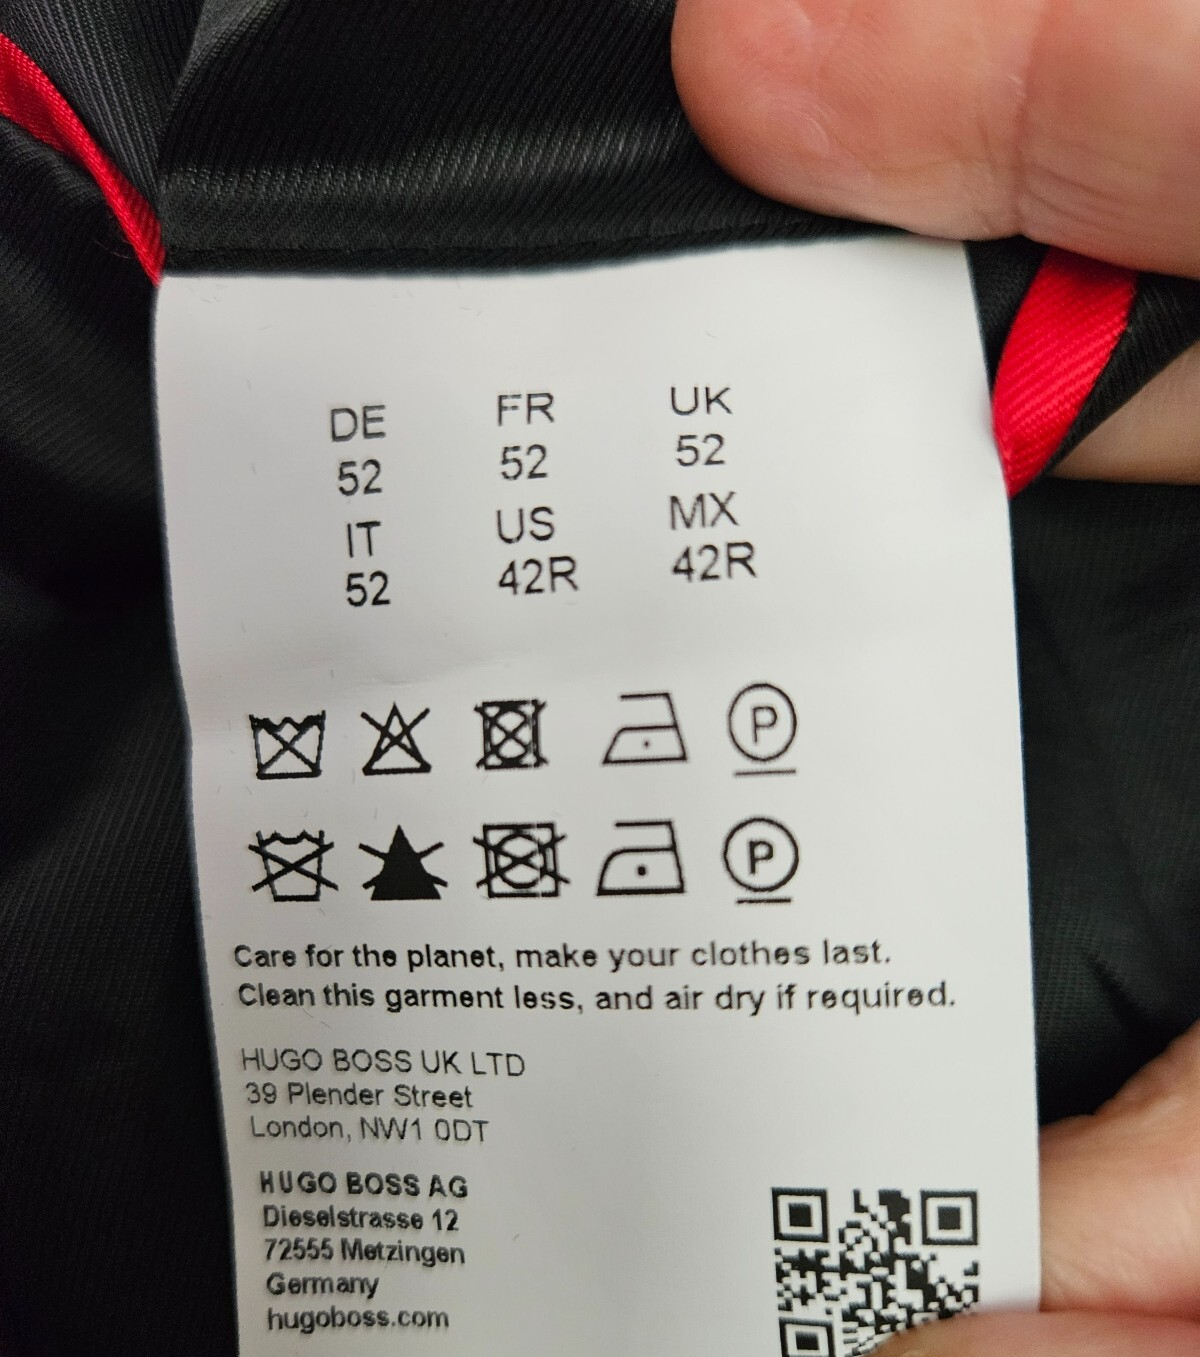 DE FR UK
52 52 52
IT US MX
52 42R 42R
P
P
Care for the planet, make your clothes last.
Clean this garment less, and air dry if required.
HUGO BOSS UK LTD
39 Plender Street
London, NW1 0DT
HUGO BOSS AG
Dieselstrasse 12
72555 Metzingen
Germany
hugoboss.com